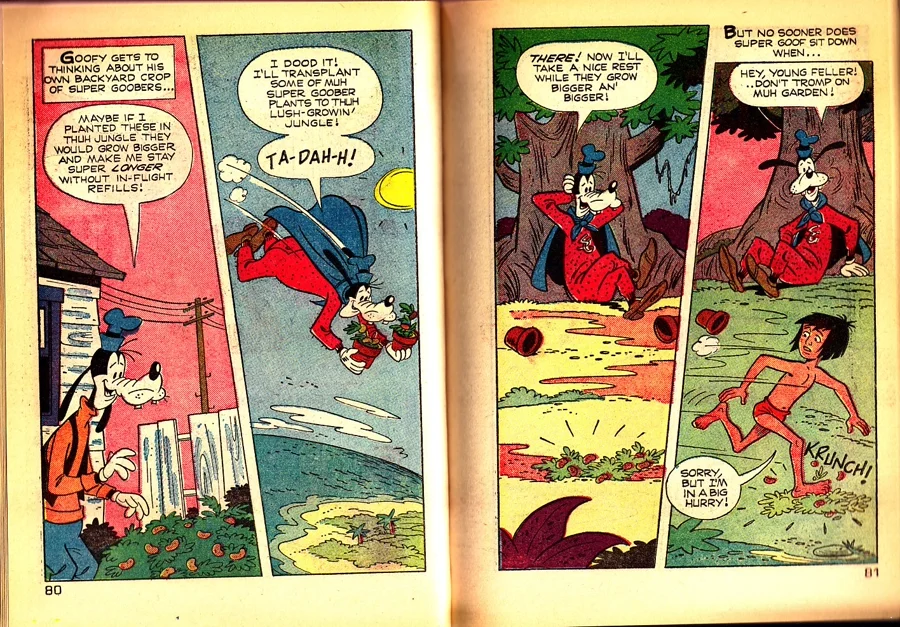 GOOFY GETS TO
THINKING ABOUT HIS
OWN BACKYARD CROP
OF SUPER GOOBERS...
MAYBE IF I
PLANTED THESE IN
THUH JUNGLE THEY
WOULD GROW BIGGER
AND MAKE ME STAY
SUPER LONGER
WITHOUT IN-FLIGHT
REFILLS!
I DOOD IT!
I'LL TRANSPLANT
SOME OF MUH
SUPER GOOBER
PLANTS TO THUH
LUSH-GROWIN'
JUNGLE!
TA-DAH-H!
80
THERE! NOW I'LL
TAKE A NICE REST
WHILE THEY GROW
BIGGER AN'
BIGGER!
BUT NO SOONER DOES
SUPER GOOF SIT DOWN
WHEN...
HEY, YOUNG FELLER!
..DON'T TROMP ON
MUH GARDEN!
KRUNCH!
SORRY,
BUT I'M
IN A BIG
HURRY!
81